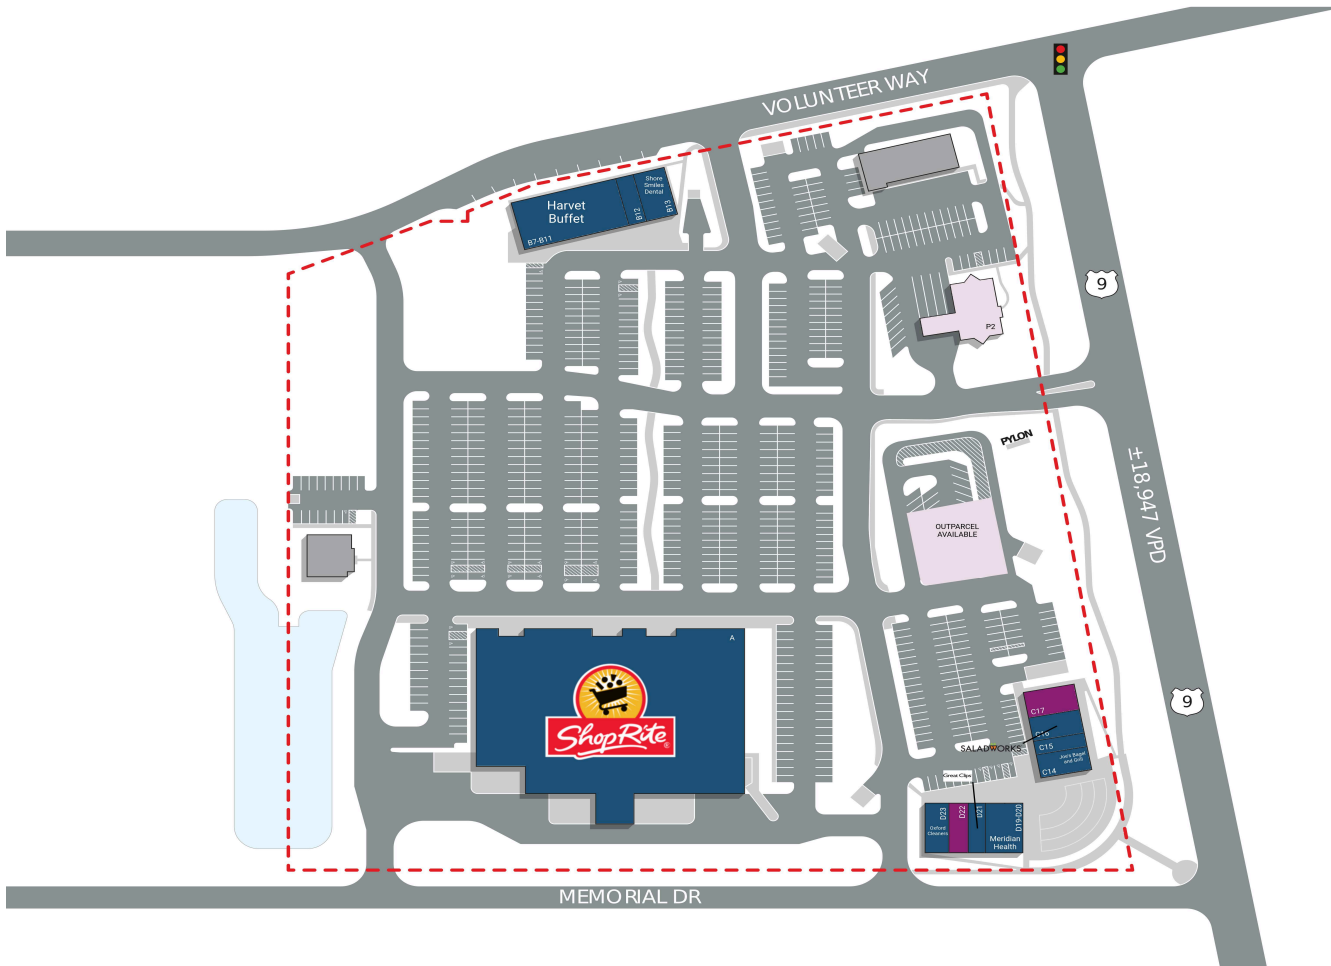 VOLUNTEER WAY
Shore
Smiles
Dental
Harvet
Buffet
B7-B11
B12
B13
9
P2
PYLON
±18,947 VPD
OUTPARCEL
AVAILABLE
A
ShopRite
®
9
C17
C16
SALADWORKS
C15
Joe's Bagel
and Grill
C14
Great Clips
D23
D22
D21
D19-D20
Oxford
Cleaners
Meridian
Health
MEMORIAL DR